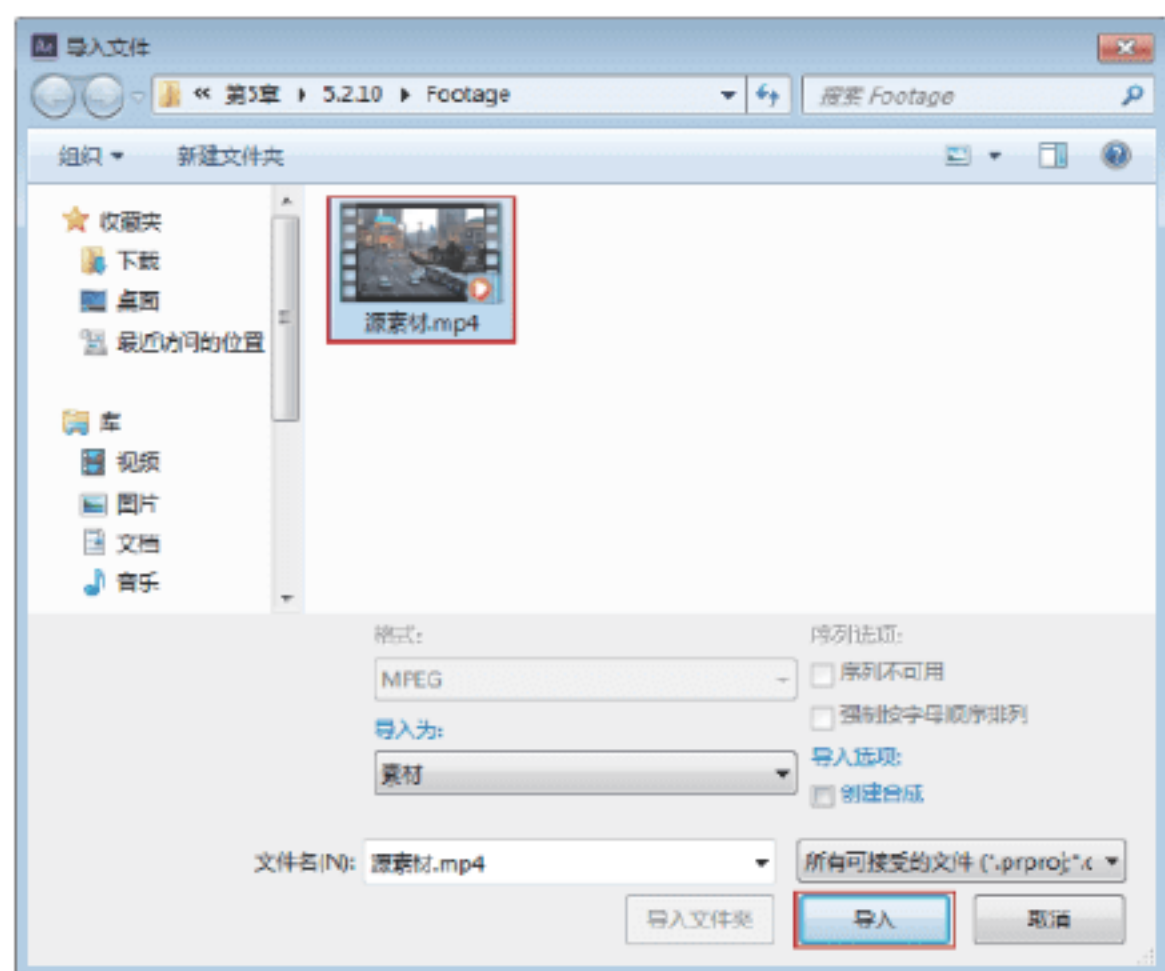 Ae 导入文件
« 第5章 ▸ 5.2.10 ▸ Footage
搜索 Footage
组织
新建文件夹
收藏夹
下载
桌面
最近访问的位置
库
视频
图片
文档
音乐
源素材.mp4
格式:
MPEG
导入为:
素材
序列选项:
序列不可用
强制按字母顺序排列
导入选项:
创建合成
文件名(N): 源素材.mp4
所有可接受的文件 (*.prproj;*.c
导入文件夹
导入
取消